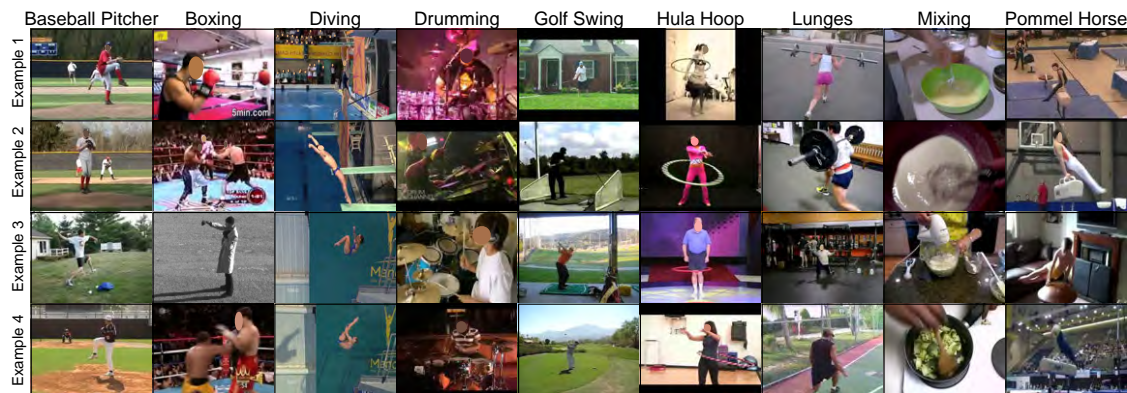 Baseball Pitcher Boxing Diving Drumming Golf Swing Hula Hoop Lunges Mixing Pommel Horse
Example 1
5min.com
Example 2
Example 3
Example 4